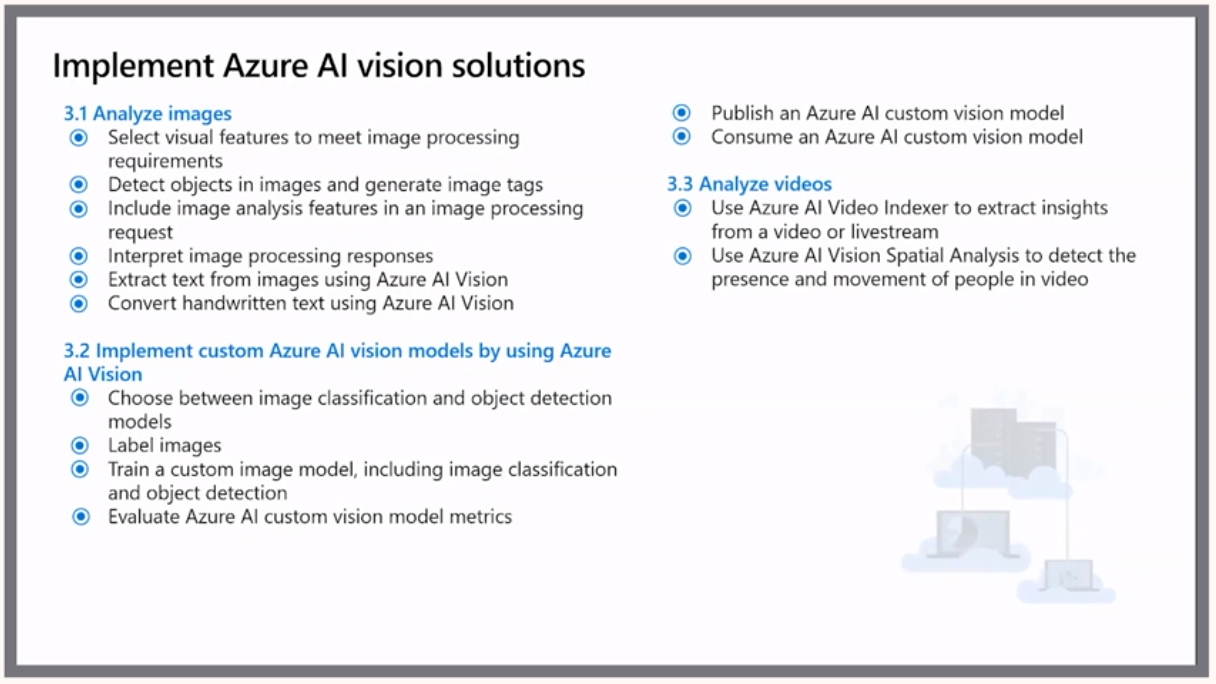 Implement Azure AI vision solutions
3.1 Analyze images
Select visual features to meet image processing
requirements
Detect objects in images and generate image tags
Include image analysis features in an image processing
request
Interpret image processing responses
Extract text from images using Azure AI Vision
Convert handwritten text using Azure AI Vision
3.2 Implement custom Azure AI vision models by using Azure
AI Vision
Choose between image classification and object detection
models
Label images
Train a custom image model, including image classification
and object detection
Evaluate Azure AI custom vision model metrics
Publish an Azure AI custom vision model
Consume an Azure AI custom vision model
3.3 Analyze videos
Use Azure AI Video Indexer to extract insights
from a video or livestream
Use Azure AI Vision Spatial Analysis to detect the
presence and movement of people in video